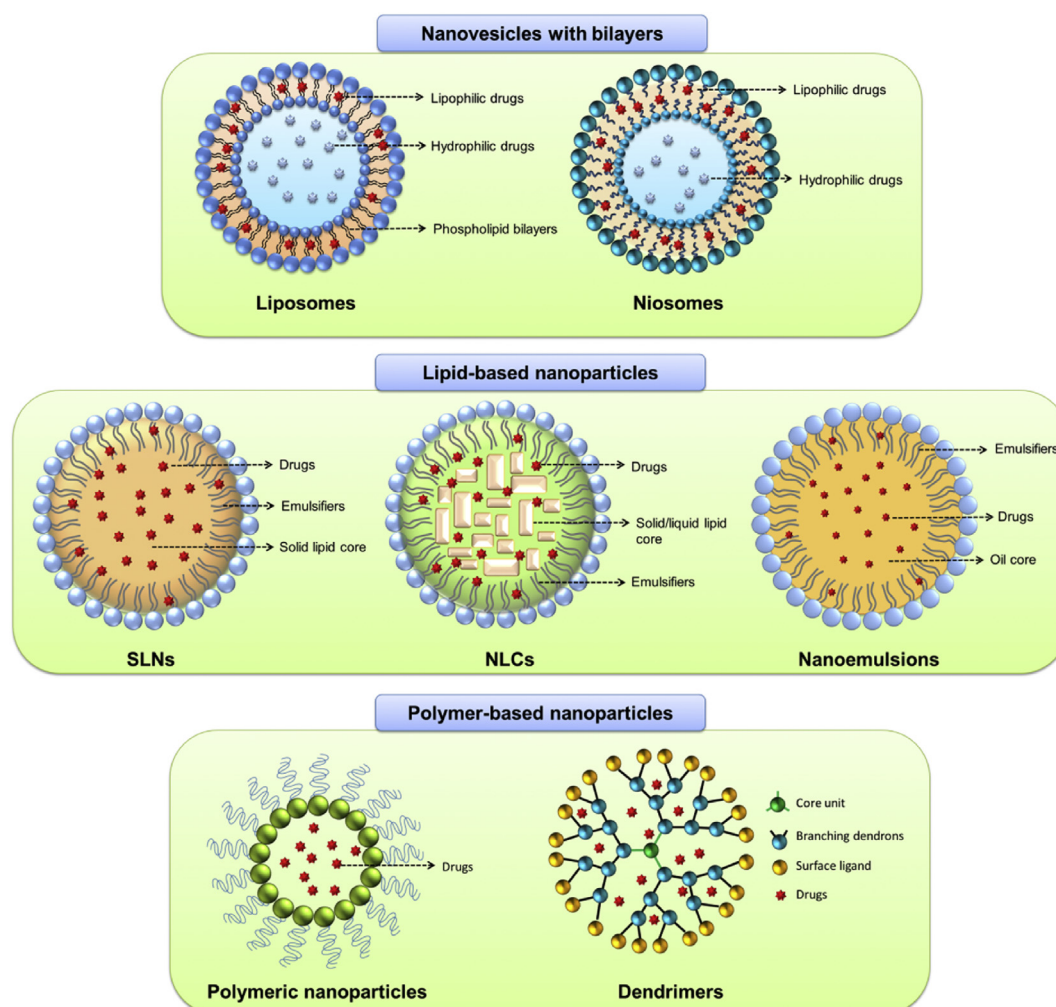 Nanovesicles with bilayers
Lipophilic drugs
Hydrophilic drugs
Phospholipid bilayers
Liposomes
Lipophilic drugs
Hydrophilic drugs
Niosomes
Lipid-based nanoparticles
Drugs
Emulsifiers
Solid lipid core
SLNs
Drugs
Solid/liquid lipid
core
Emulsifiers
NLCs
Emulsifiers
Drugs
Oil core
Nanoemulsions
Polymer-based nanoparticles
Drugs
Polymeric nanoparticles
Core unit
Branching dendrons
Surface ligand
Drugs
Dendrimers